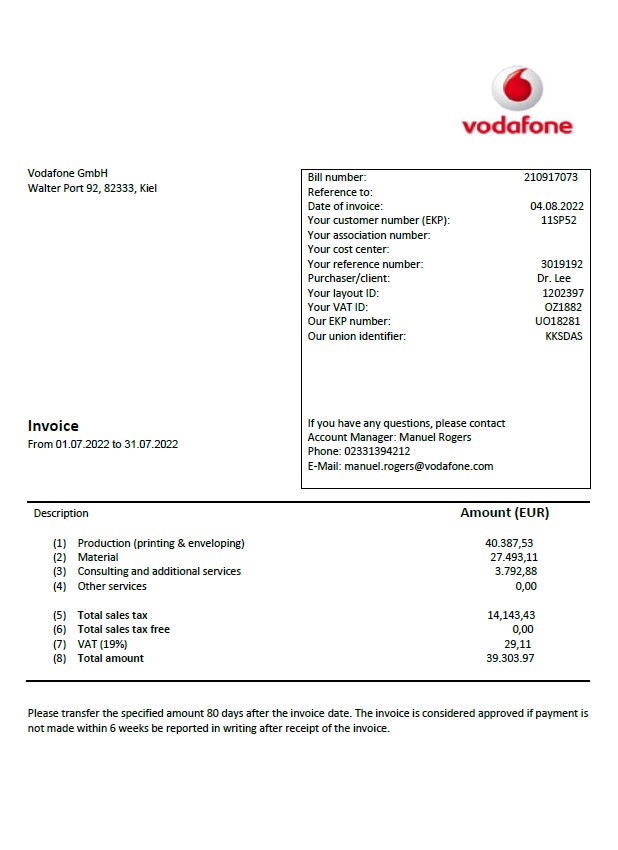 vodafone
Vodafone GmbH
Walter Port 92, 82333, Kiel
Bill number: 210917073
Reference to:
Date of invoice: 04.08.2022
Your customer number (EKP): 11SP52
Your association number:
Your cost center:
Your reference number: 3019192
Purchaser/client: Dr. Lee
Your layout ID: 1202397
Your VAT ID: OZ1882
Our EKP number: UO18281
Our union identifier: KKSDAS
Invoice
From 01.07.2022 to 31.07.2022
If you have any questions, please contact
Account Manager: Manuel Rogers
Phone: 02331394212
E-Mail: manuel.rogers@vodafone.com
Description Amount (EUR)
(1) Production (printing & enveloping) 40.387,53
(2) Material 27.493,11
(3) Consulting and additional services 3.792,88
(4) Other services 0,00
(5) Total sales tax 14,143,43
(6) Total sales tax free 0,00
(7) VAT (19%) 29,11
(8) Total amount 39.303.97
Please transfer the specified amount 80 days after the invoice date. The invoice is considered approved if payment is
not made within 6 weeks be reported in writing after receipt of the invoice.